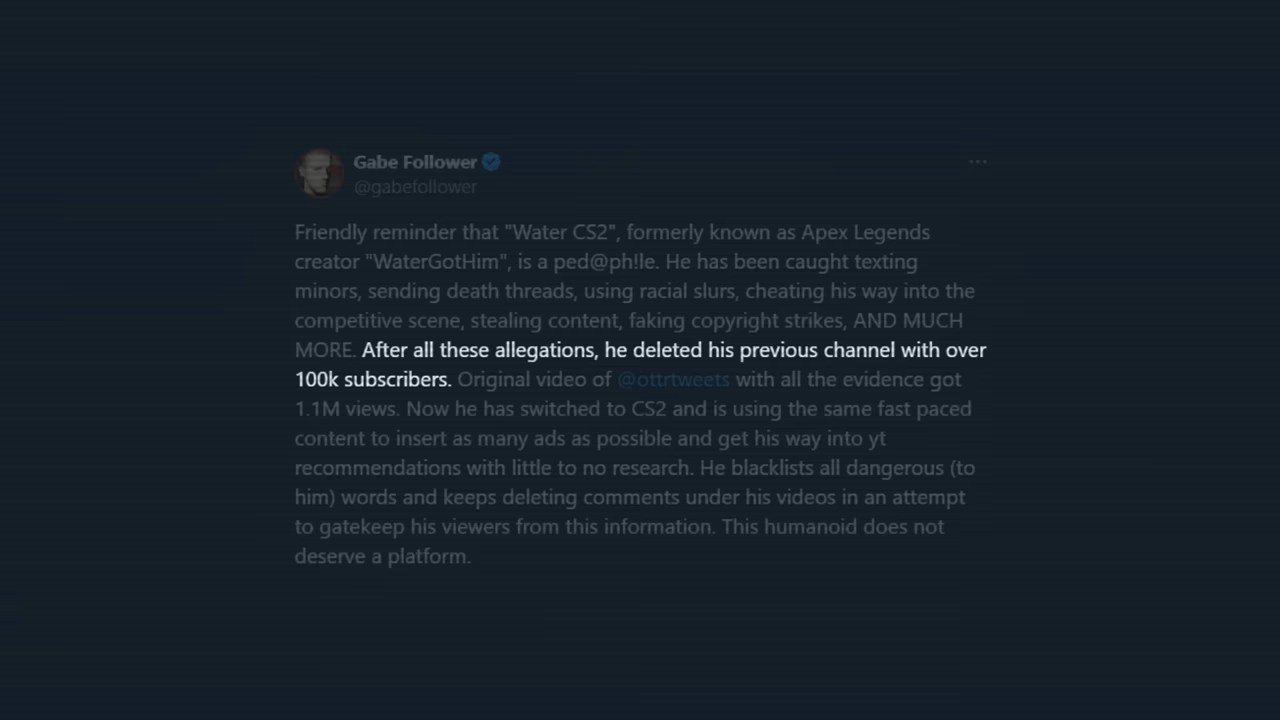 Gabe Follower
@gabefollower
Friendly reminder that "Water CS2", formerly known as Apex Legends
creator "WaterGotHim", is a ped@ph!le. He has been caught texting
minors, sending death threads, using racial slurs, cheating his way into the
competitive scene, stealing content, faking copyright strikes, AND MUCH
MORE. After all these allegations, he deleted his previous channel with over
100k subscribers. Original video of @ottrtweets with all the evidence got
1.1M views. Now he has switched to CS2 and is using the same fast paced
content to insert as many ads as possible and get his way into yt
recommendations with little to no research. He blacklists all dangerous (to
him) words and keeps deleting comments under his videos in an attempt
to gatekeep his viewers from this information. This humanoid does not
deserve a platform.